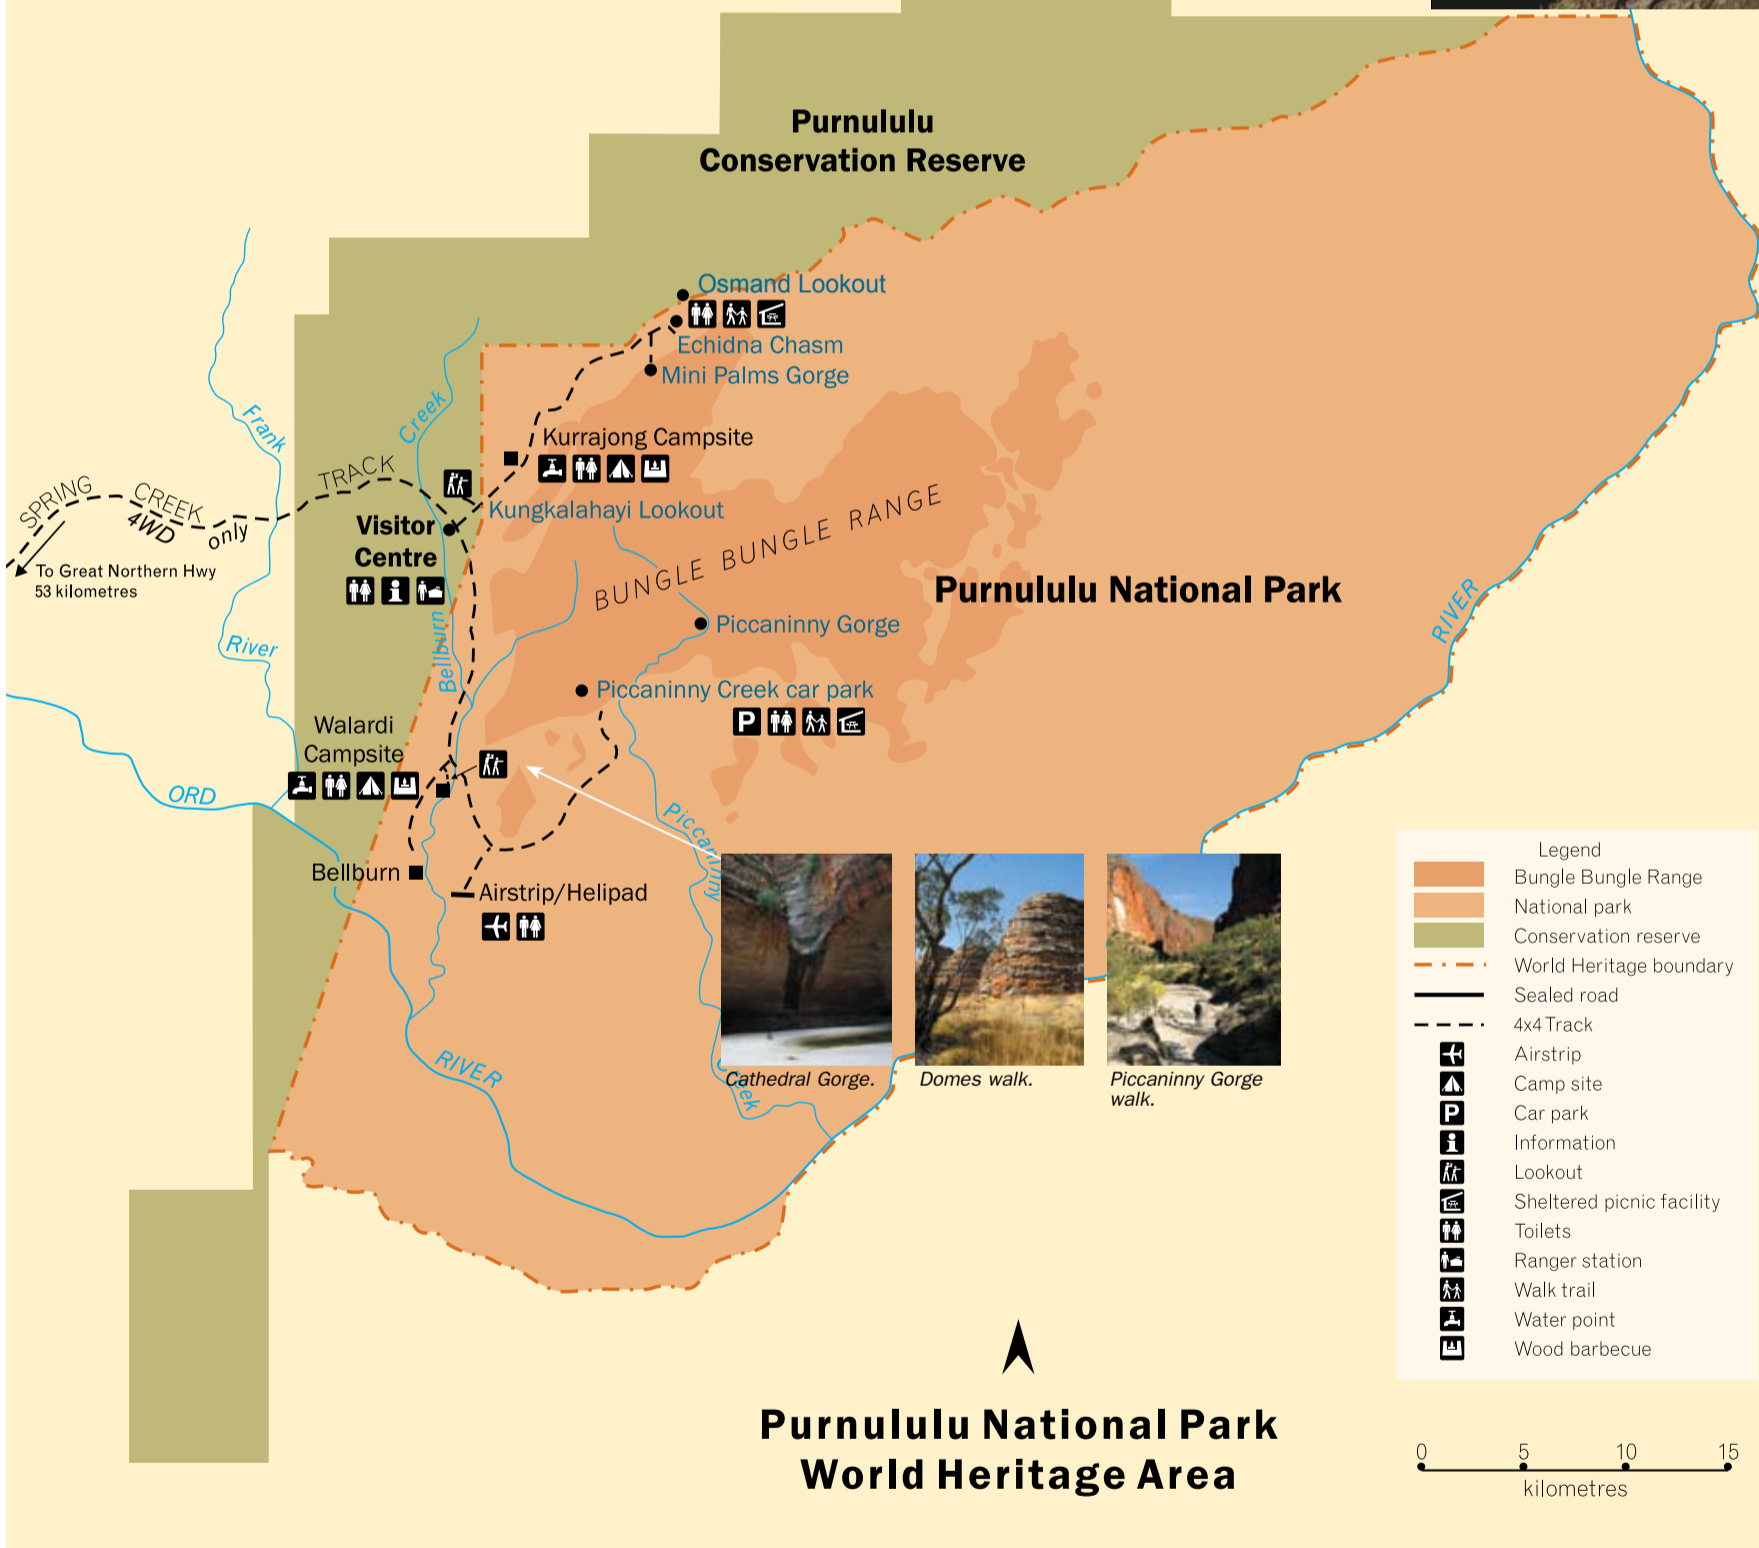 Purnululu
Conservation Reserve
Osmand Lookout
Echidna Chasm
Mini Palms Gorge
Frank
Creek
Kurrajong Campsite
SPRING CREEK TRACK
4WD only
Kungkalahayi Lookout
Visitor
Centre
To Great Northern Hwy
53 kilometres
BUNGLE BUNGLE RANGE
Purnululu National Park
Piccaninny Gorge
River
Bellburn
RIVER
Piccaninny Creek car park
P
Walardi
Campsite
ORD
Piccaninny
Bellburn
Airstrip/Helipad
RIVER
Creek
Cathedral Gorge.
Domes walk.
Piccaninny Gorge
walk.
Legend
Bungle Bungle Range
National park
Conservation reserve
World Heritage boundary
Sealed road
4x4 Track
Airstrip
Camp site
P Car park
i Information
Lookout
Sheltered picnic facility
Toilets
Ranger station
Walk trail
Water point
Wood barbecue
Purnululu National Park
World Heritage Area
0 5 10 15
kilometres